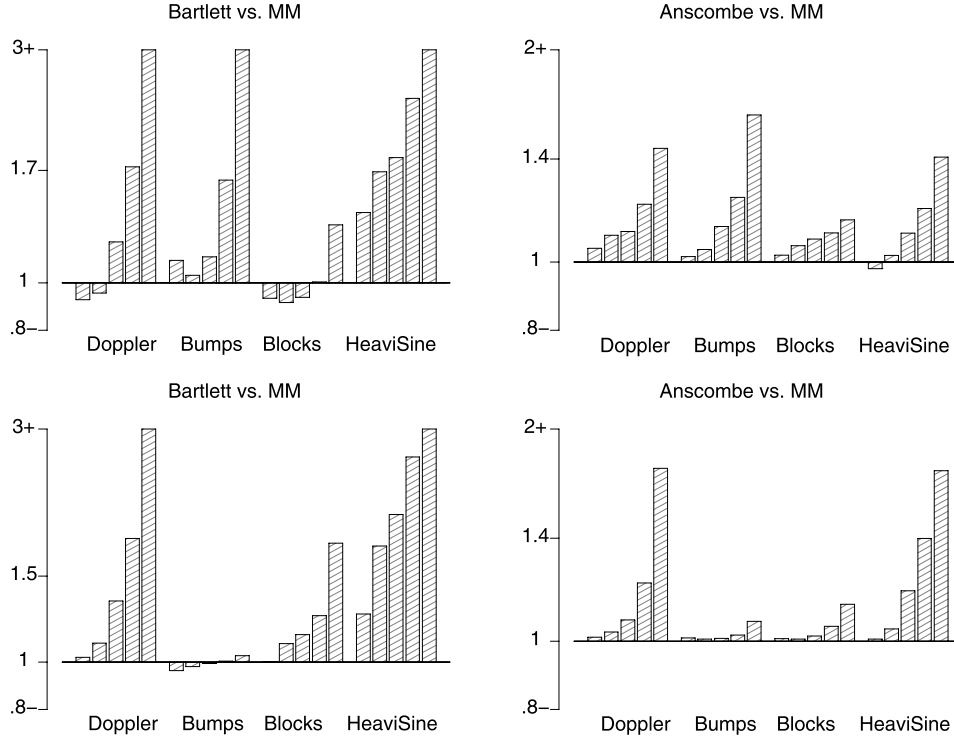 Bartlett vs. MM
3+
1.7
1
.8
Doppler Bumps Blocks HeaviSine
Anscombe vs. MM
2+
1.4
1
.8
Doppler Bumps Blocks HeaviSine
Bartlett vs. MM
3+
1.5
1
.8
Doppler Bumps Blocks HeaviSine
Anscombe vs. MM
2+
1.4
1
.8
Doppler Bumps Blocks HeaviSine